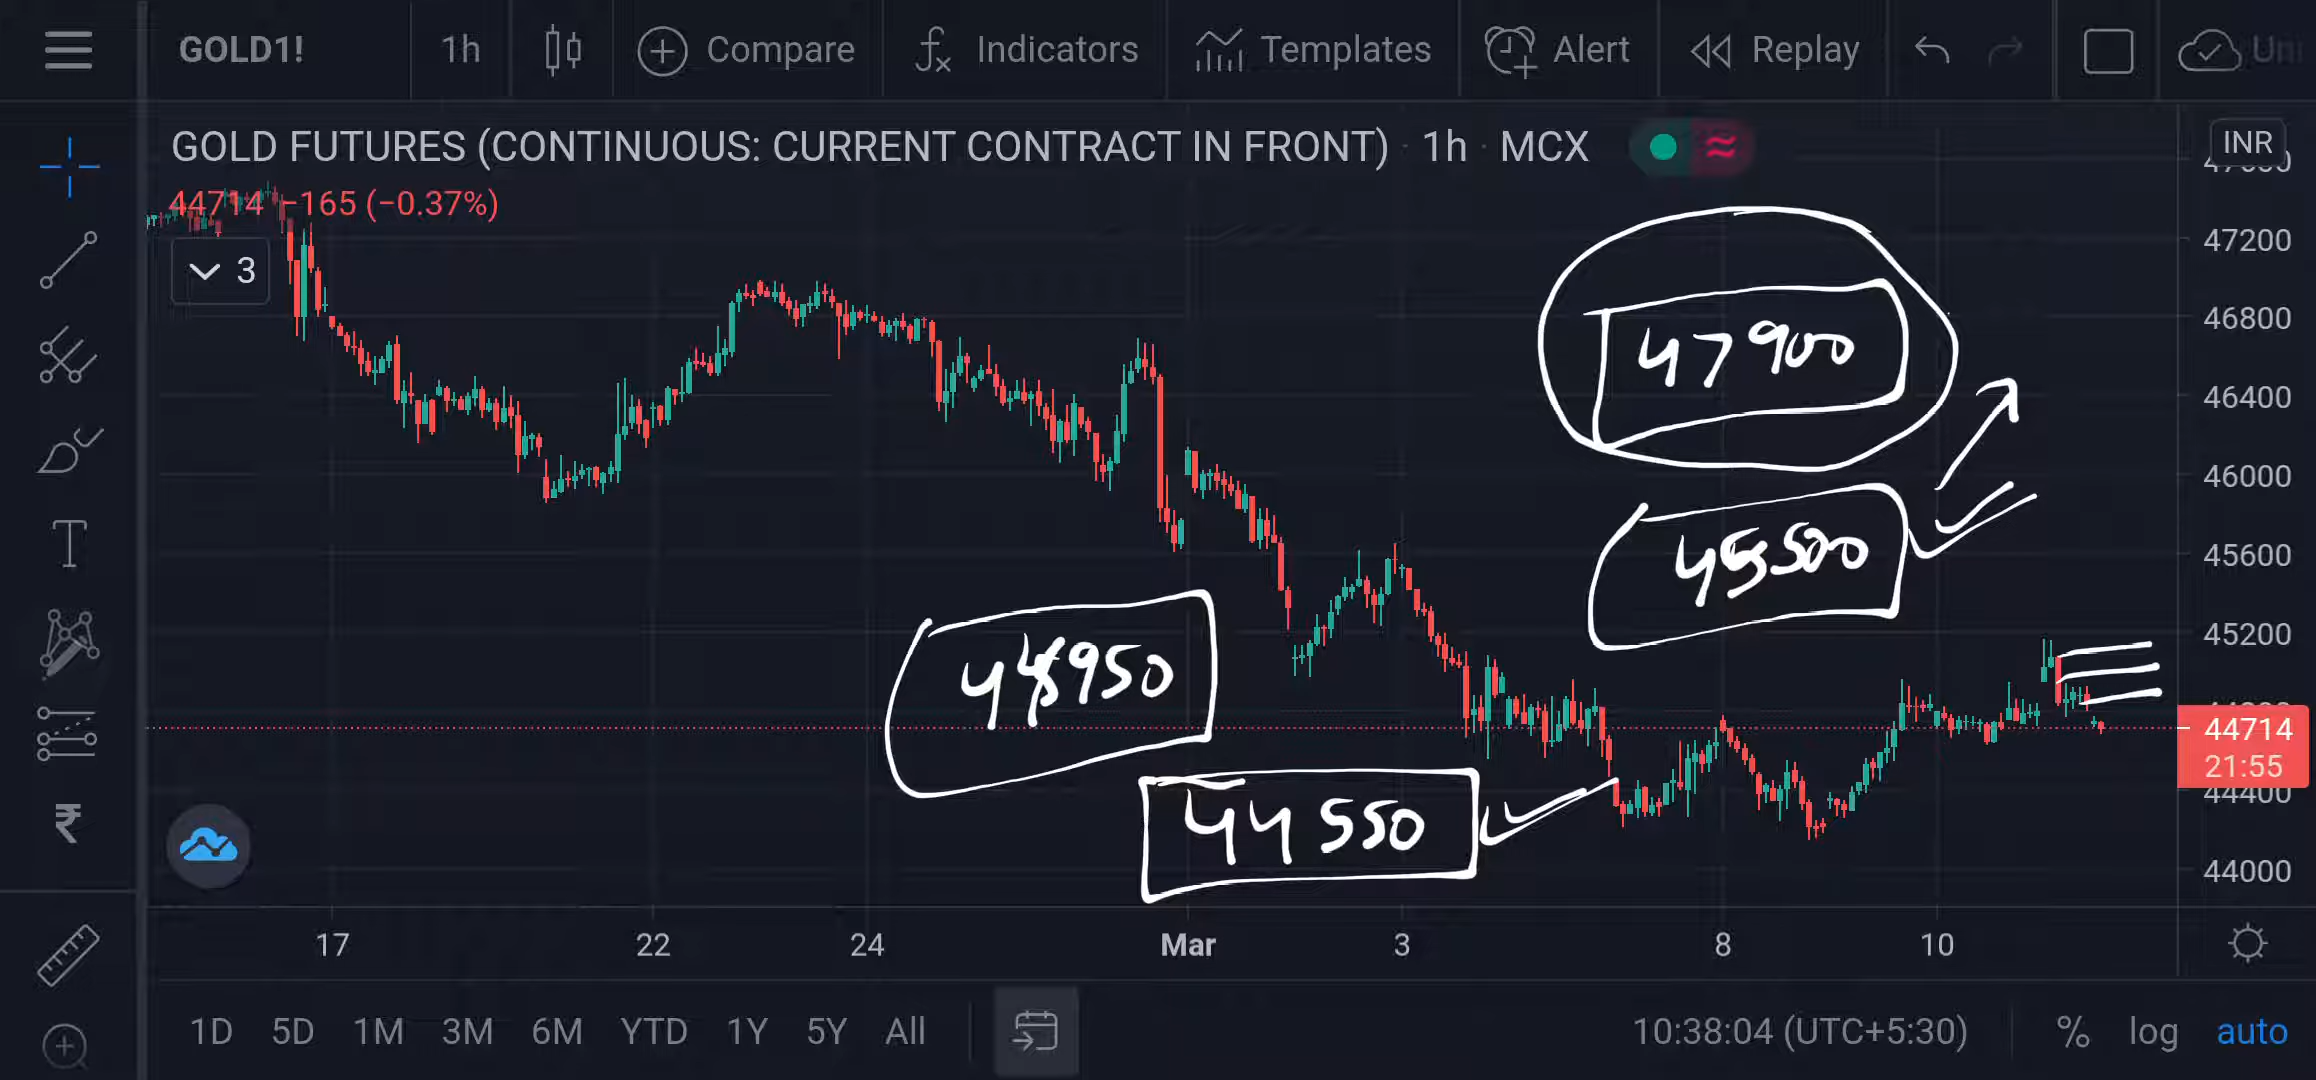 GOLD1! 1h Compare Indicators Templates Alert Replay
GOLD FUTURES (CONTINUOUS: CURRENT CONTRACT IN FRONT) · 1h · MCX
INR
44714 −165 (−0.37%)
3
47200
46800
47900
46400
46000
45500
45600
45200
44714
21:55
44550
44400
44000
17 22 24 Mar 3 8 10
1D 5D 1M 3M 6M YTD 1Y 5Y All 10:38:04 (UTC+5:30) % log auto